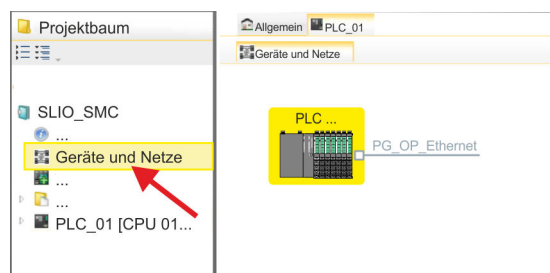 Projektbaum
SLIO_SMC
...
Geräte und Netze
...
...
PLC_01 [CPU 01...
Allgemein PLC_01
Geräte und Netze
PLC ...
PG_OP_Ethernet